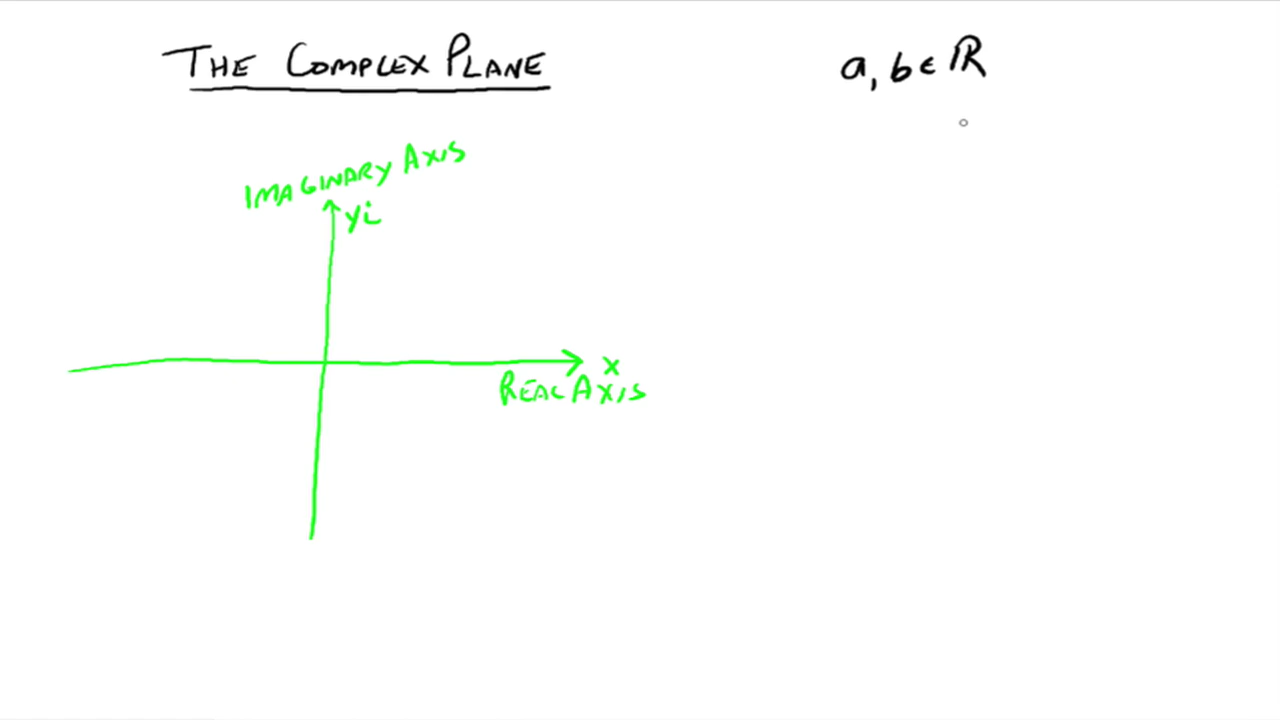 THE COMPLEX PLANE
a, b ∈ ℝ
IMAGINARY AXIS
yi
x
REAL AXIS